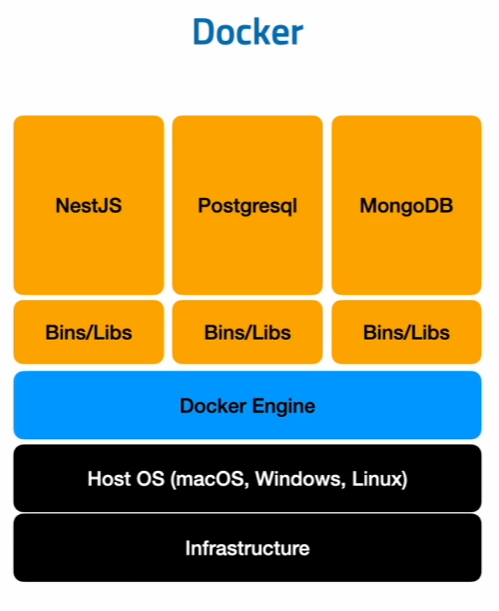 Docker
NestJS
Postgresql
MongoDB
Bins/Libs
Bins/Libs
Bins/Libs
Docker Engine
Host OS (macOS, Windows, Linux)
Infrastructure